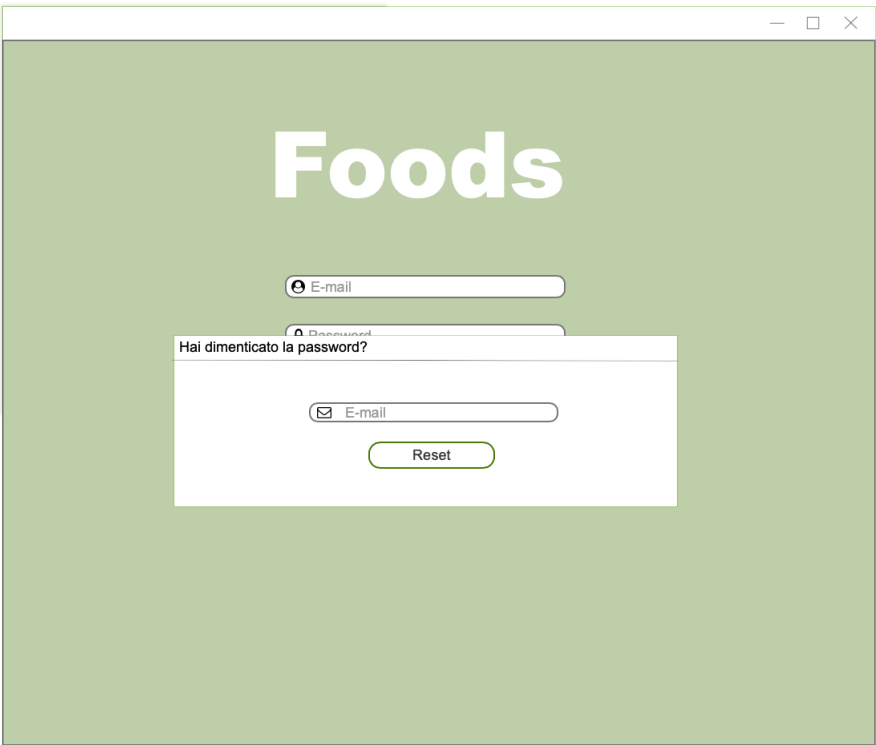 Foods
E-mail
Password
Hai dimenticato la password?
E-mail
Reset